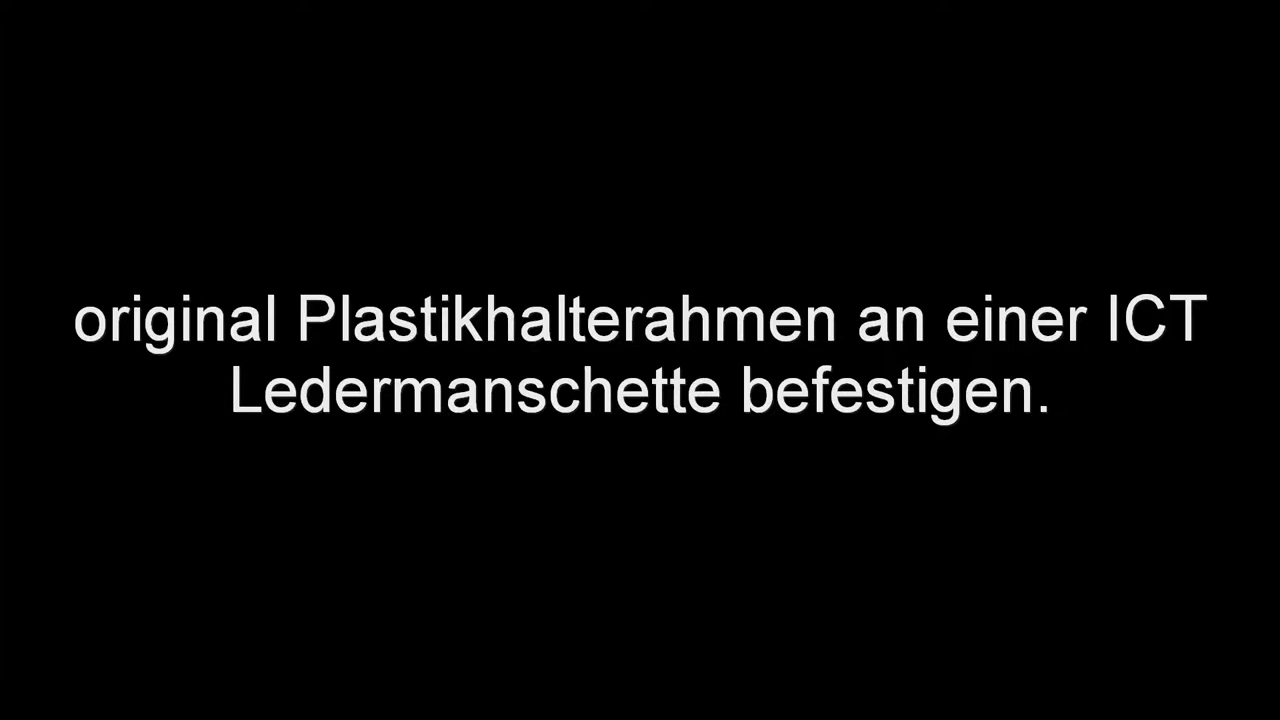 original Plastikhalterahmen an einer ICT
Ledermanschette befestigen.